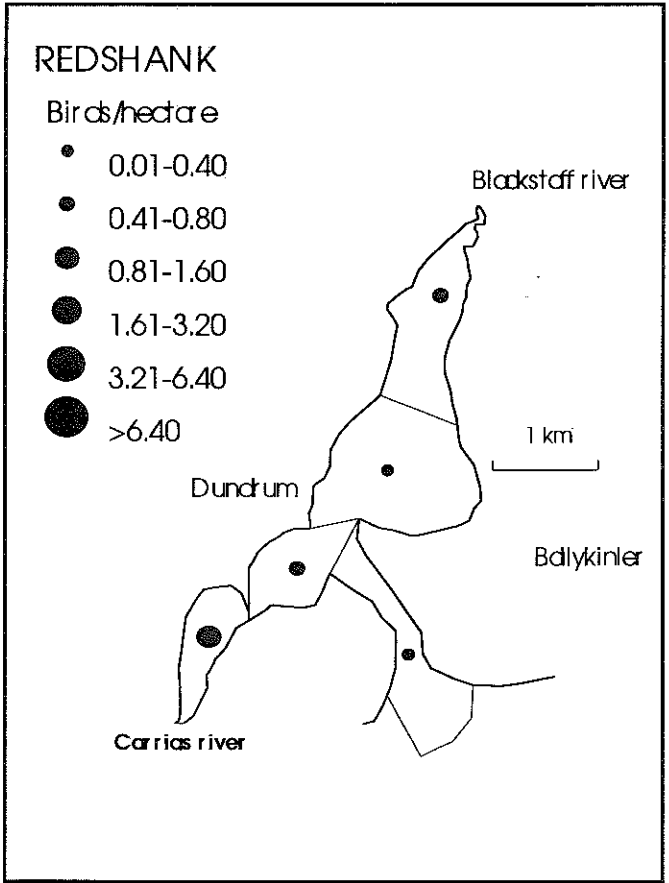 REDSHANK
Birds/hectare
0.01-0.40
0.41-0.80
0.81-1.60
1.61-3.20
3.21-6.40
>6.40
Blackstaff river
1 km
Dundrum
Ballykinler
Carrias river